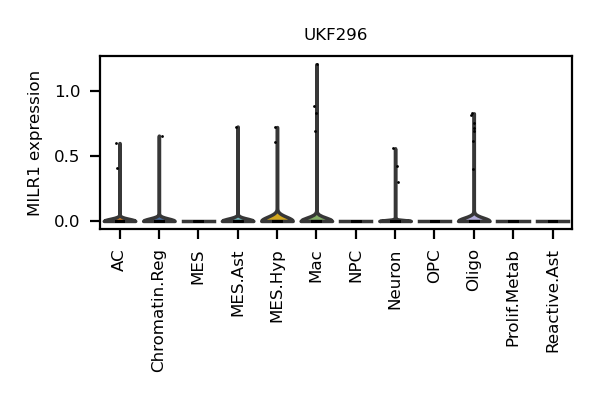 UKF296
MILR1 expression
1.0
0.5
0.0
AC
Chromatin.Reg
MES
MES.Ast
MES.Hyp
Mac
NPC
Neuron
OPC
Oligo
Prolif.Metab
Reactive.Ast